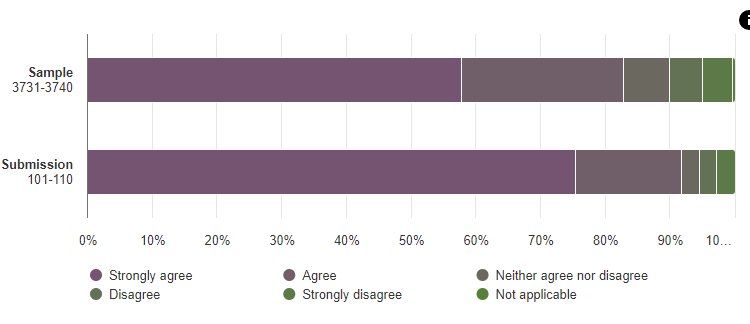 Sample
3731-3740
Submission
101-110
0% 10% 20% 30% 40% 50% 60% 70% 80% 90% 10...
Strongly agree Agree Neither agree nor disagree
Disagree Strongly disagree Not applicable